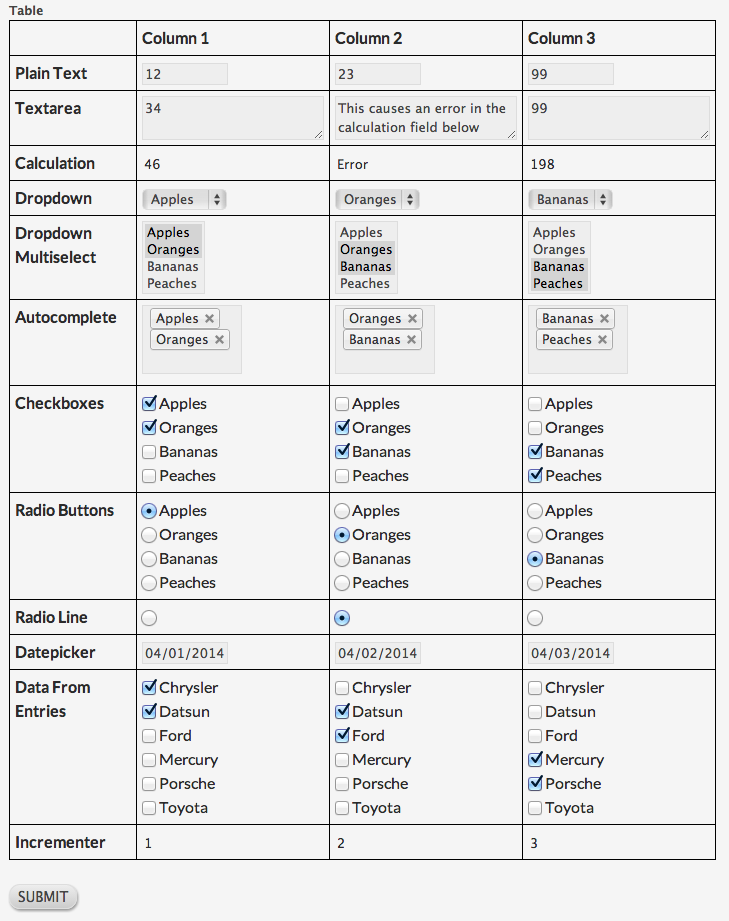 Table
Column 1 Column 2 Column 3
Plain Text 12 23 99
Textarea 34 This causes an error in the 99
calculation field below
Calculation 46 Error 198
Dropdown Apples Oranges Bananas
Dropdown Apples Apples Apples
Multiselect Oranges Oranges Oranges
Bananas Bananas Bananas
Peaches Peaches Peaches
Autocomplete Apples Oranges Bananas
Oranges Bananas Peaches
Checkboxes Apples Apples Apples
Oranges Oranges Oranges
Bananas Bananas Bananas
Peaches Peaches Peaches
Radio Buttons Apples Apples Apples
Oranges Oranges Oranges
Bananas Bananas Bananas
Peaches Peaches Peaches
Radio Line
Datepicker 04/01/2014 04/02/2014 04/03/2014
Data From Chrysler Chrysler Chrysler
Entries Datsun Datsun Datsun
Ford Ford Ford
Mercury Mercury Mercury
Porsche Porsche Porsche
Toyota Toyota Toyota
Incrementer 1 2 3
SUBMIT